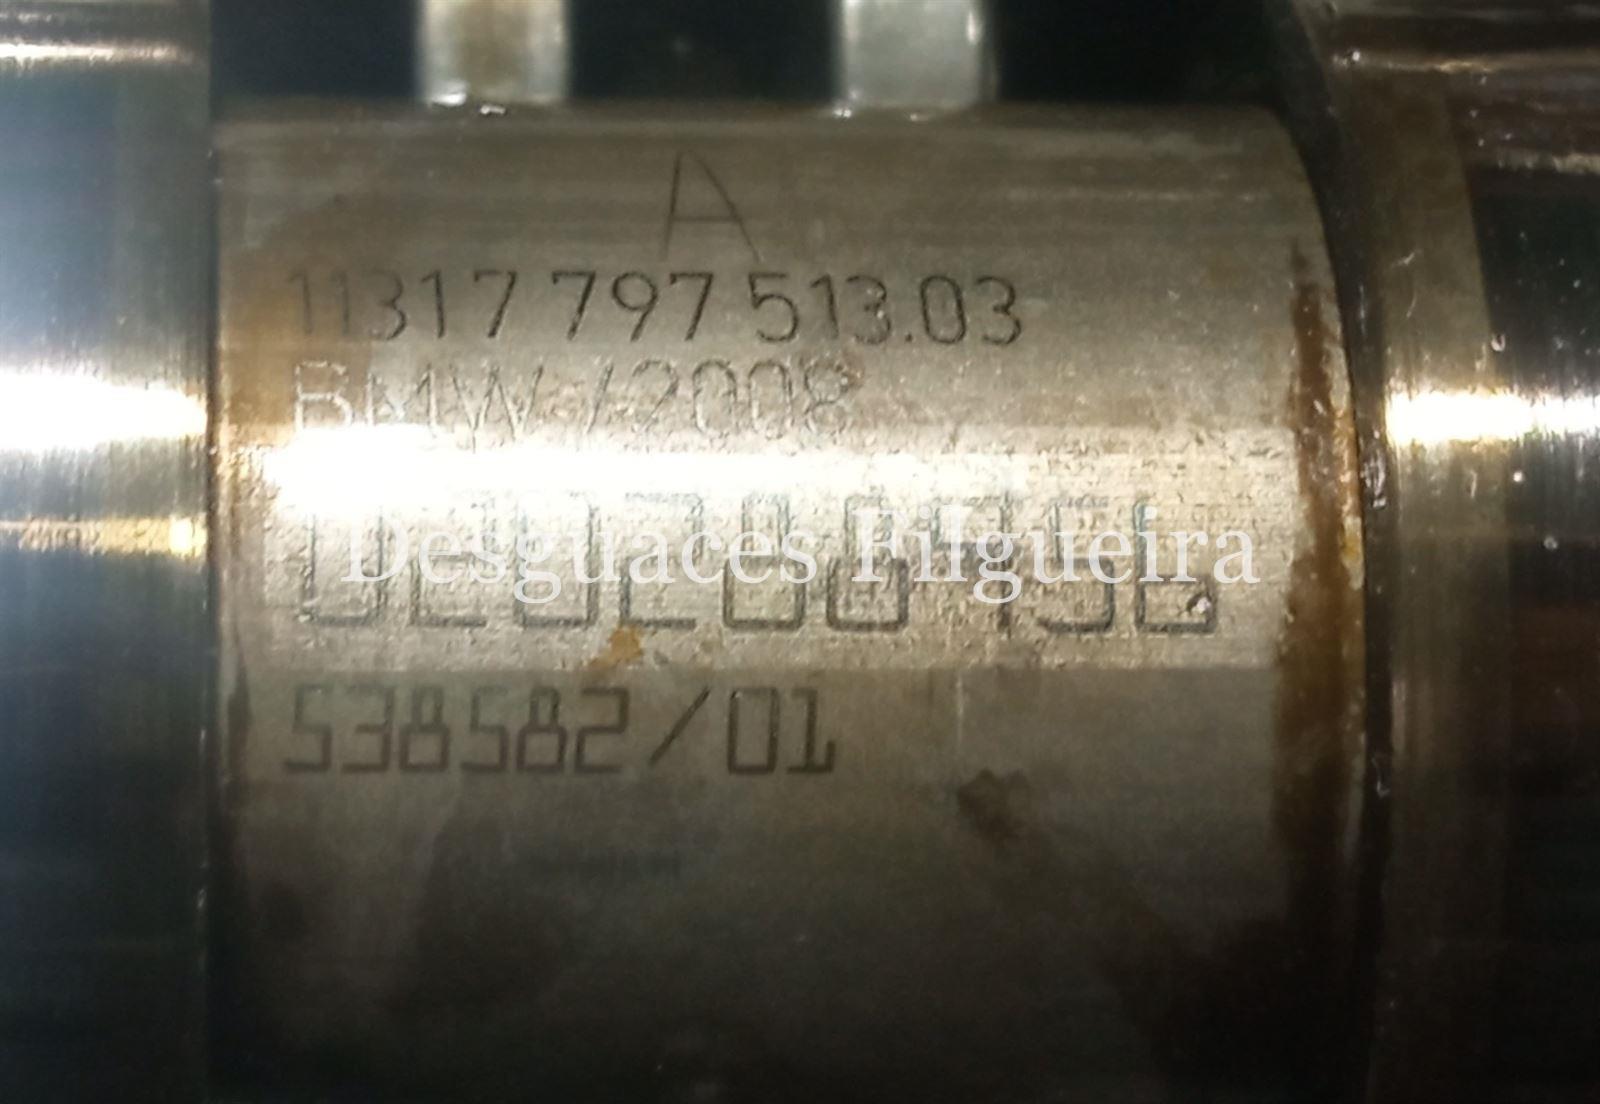 A
11317 797 513.03
BMW/2008
Desguaces Filgueira
538582/01